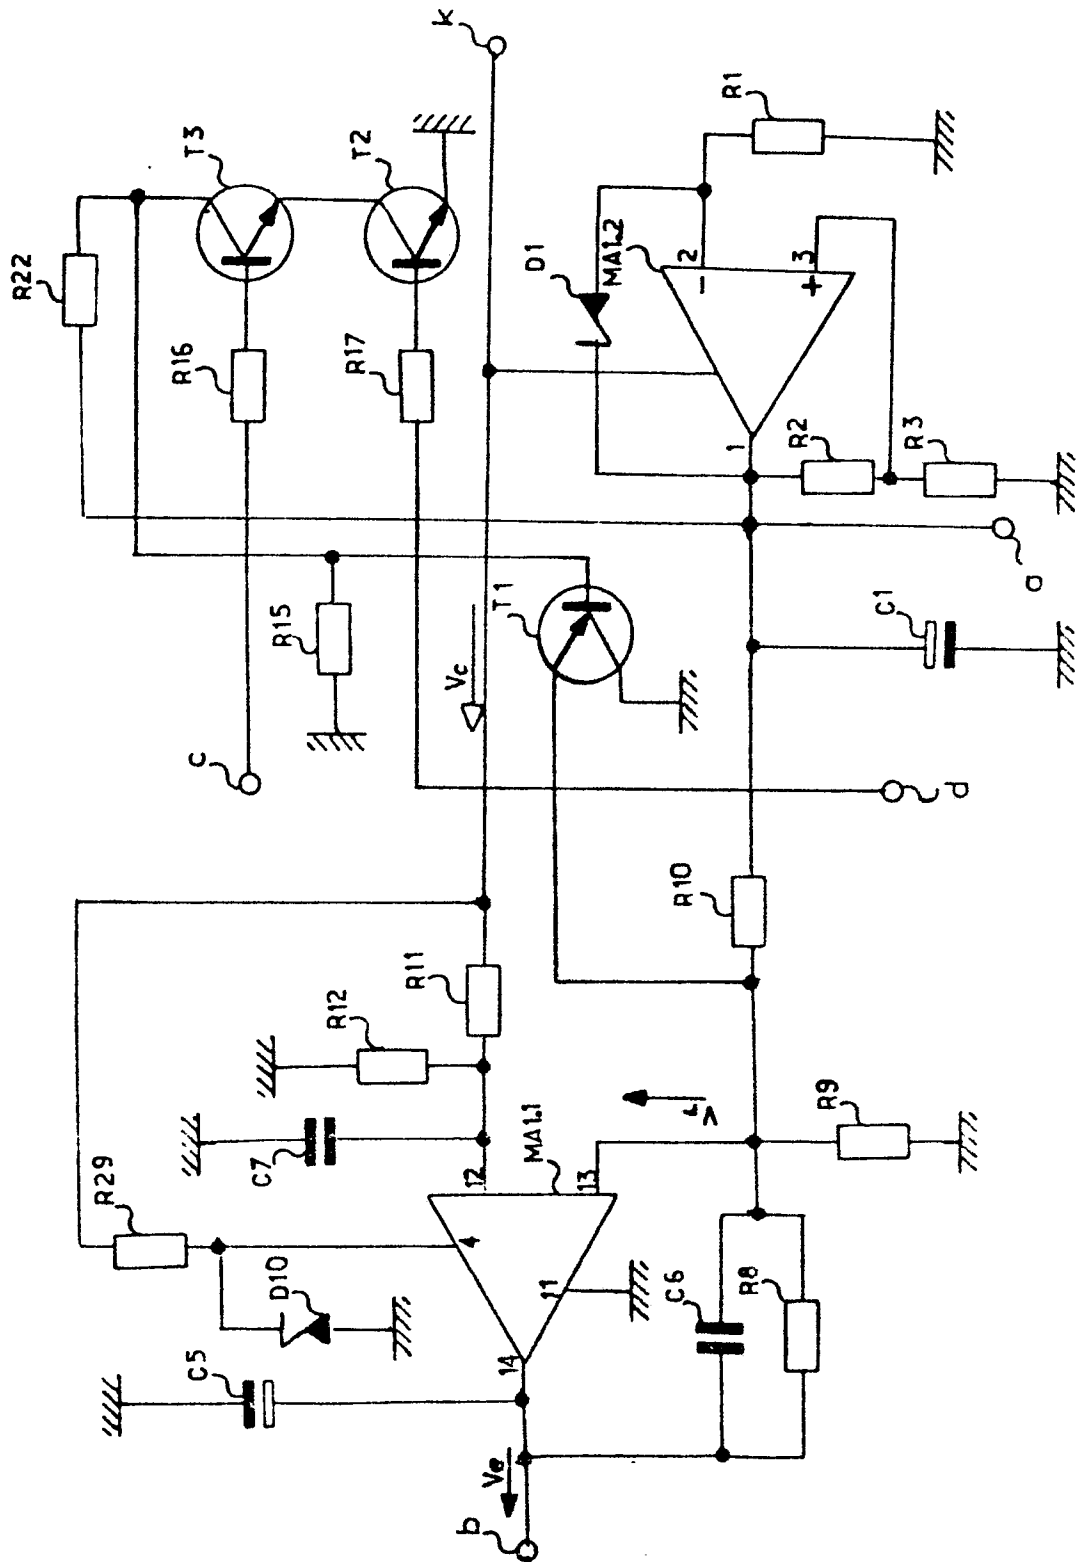 k
T3
T2
R22
R16
R17
R1
D1
MA1.2
2
−
3
+
1
R2
R3
R15
Vc
T1
c
C1
a
d
R10
R11
R12
C7
R29
12
MA1.1
13
4
11
14
Vr
R9
D10
C5
C6
R8
Ve
b